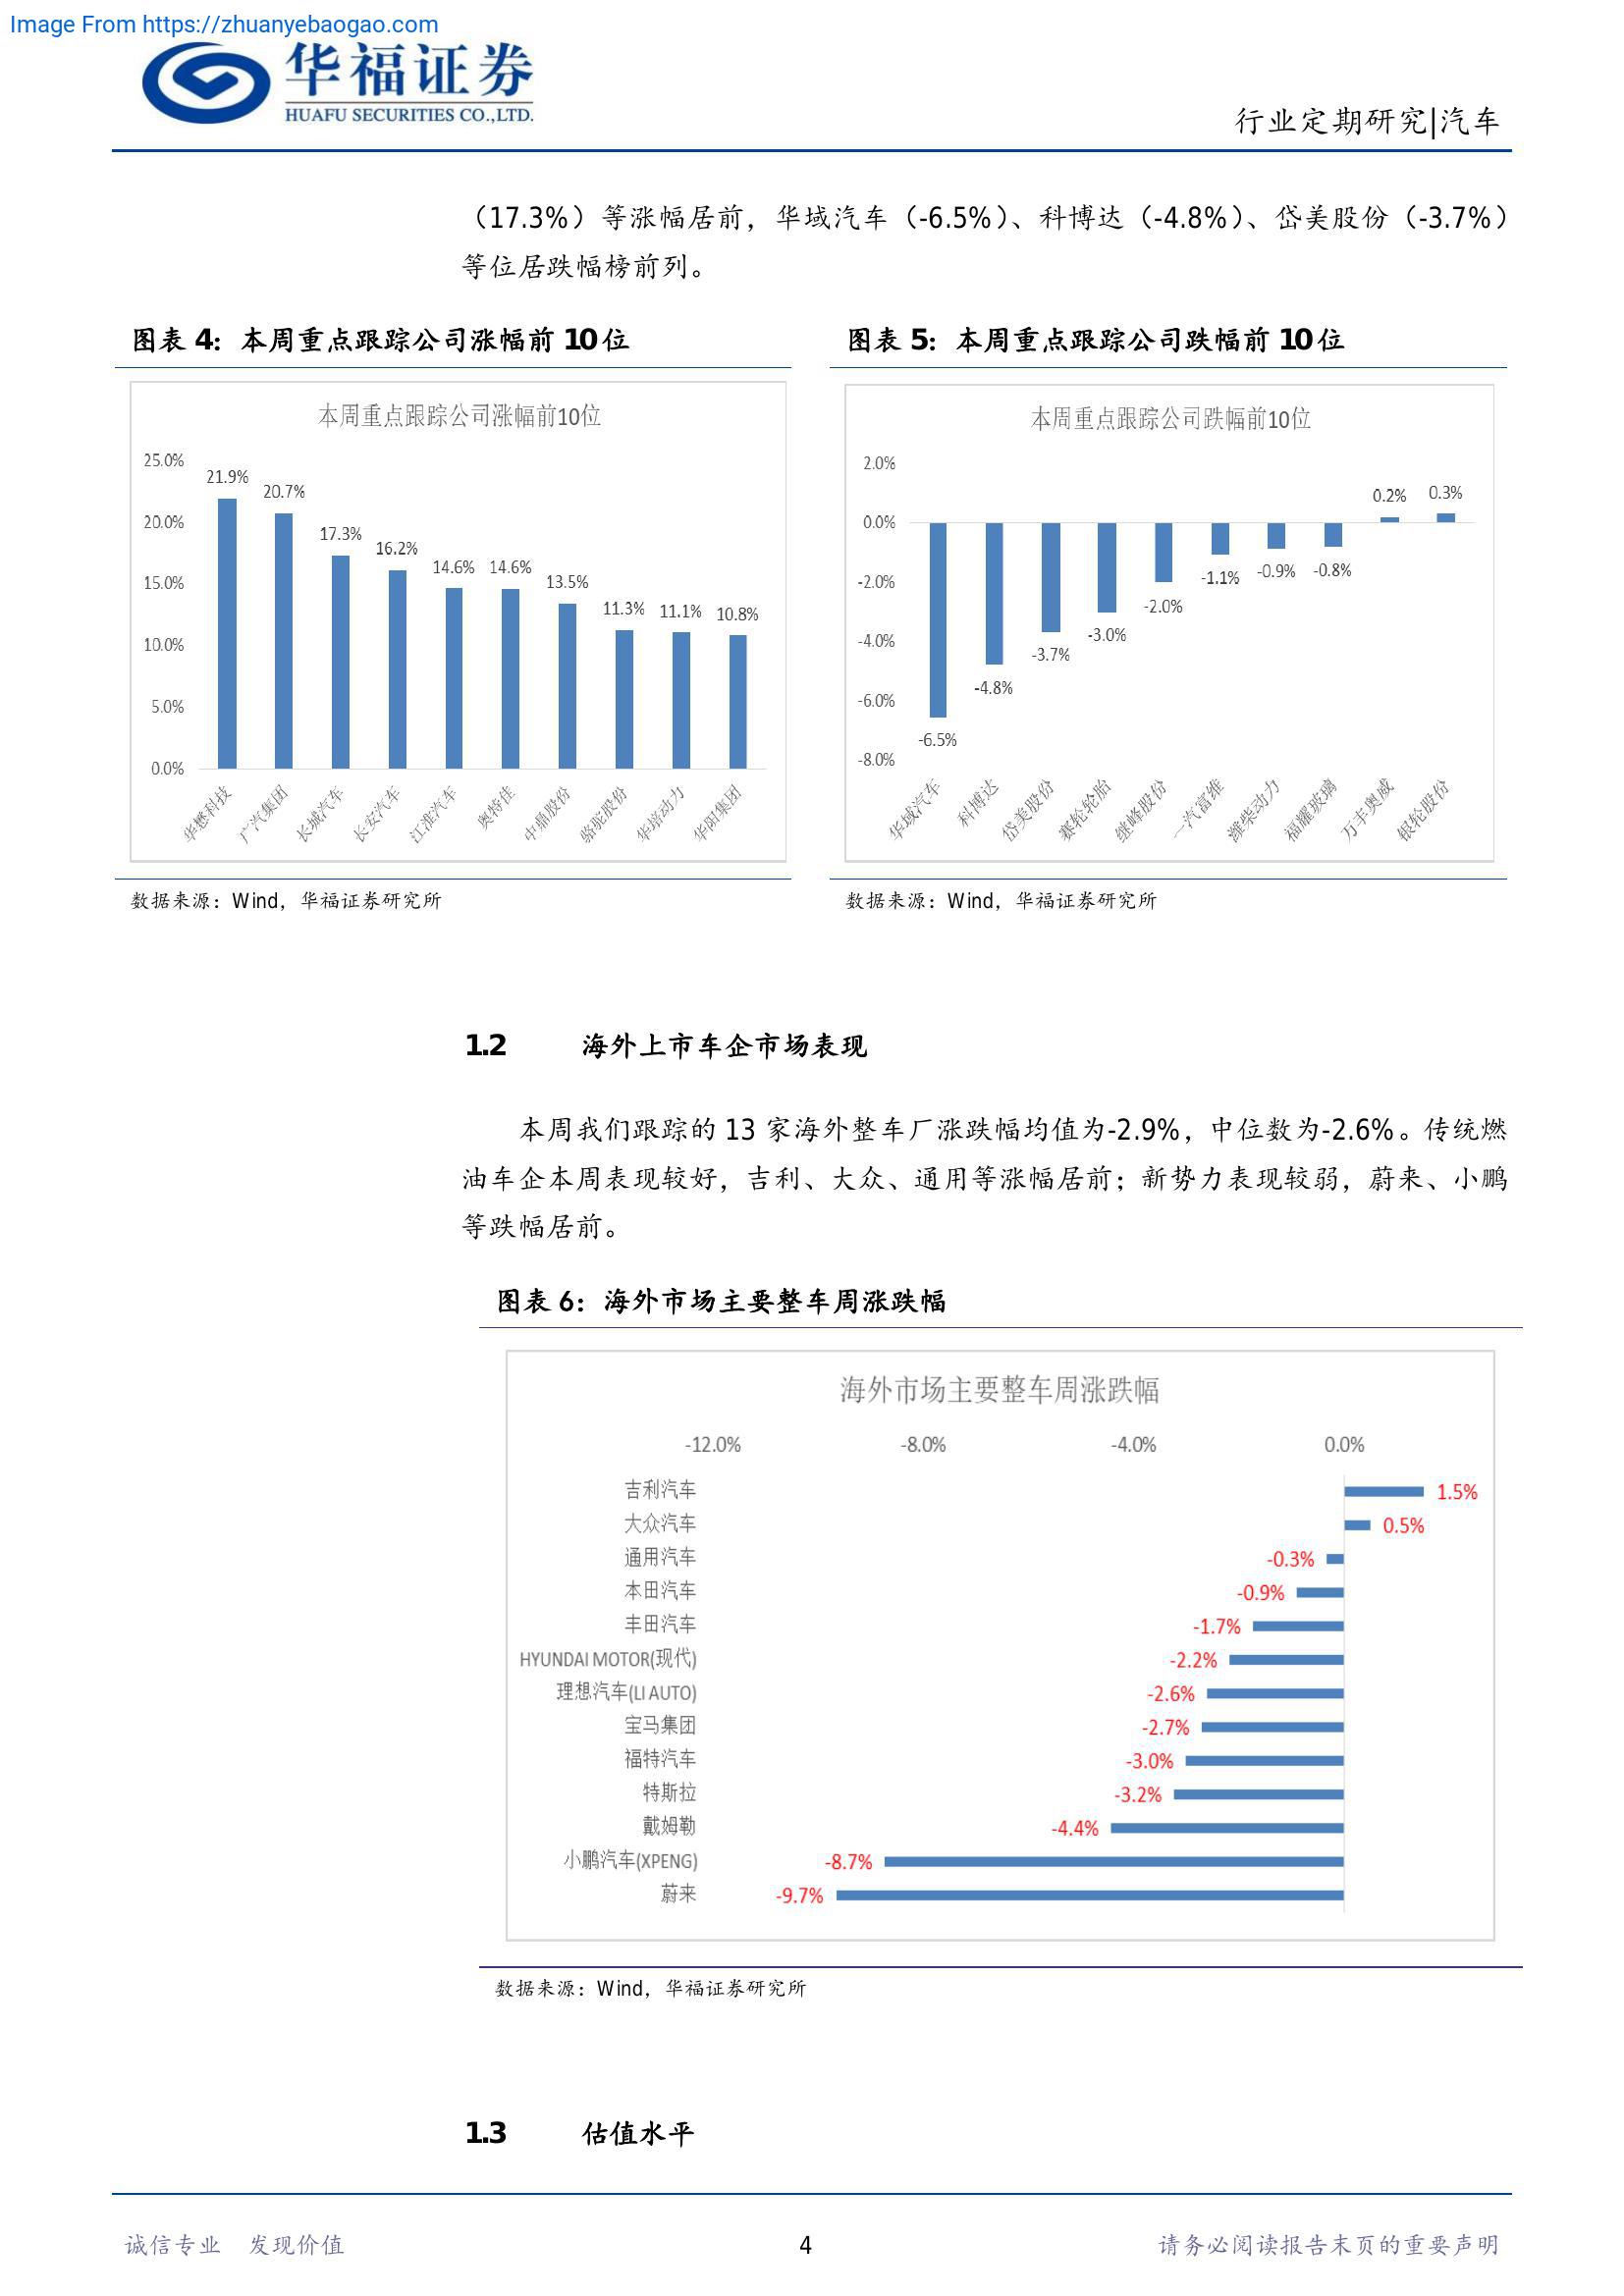 Image From https://zhuanyebaogao.com
华福证券
HUAFU SECURITIES CO.,LTD.
行业定期研究|汽车
（17.3%）等涨幅居前，华域汽车（-6.5%）、科博达（-4.8%）、岱美股份（-3.7%）
等位居跌幅榜前列。
图表 4：本周重点跟踪公司涨幅前 10 位
本周重点跟踪公司涨幅前10位
25.0%
20.0%
15.0%
10.0%
5.0%
0.0%
21.9%
20.7%
17.3%
16.2%
14.6%
14.6%
13.5%
11.3%
11.1%
10.8%
华懋科技
广汽集团
长城汽车
长安汽车
江淮汽车
奥特佳
中鼎股份
骆驼股份
华培动力
华阳集团
数据来源：Wind，华福证券研究所
图表 5：本周重点跟踪公司跌幅前 10 位
本周重点跟踪公司跌幅前10位
2.0%
0.0%
-2.0%
-4.0%
-6.0%
-8.0%
-6.5%
-4.8%
-3.7%
-3.0%
-2.0%
-1.1%
-0.9%
-0.8%
0.2%
0.3%
华域汽车
科博达
岱美股份
赛轮轮胎
继峰股份
一汽富维
潍柴动力
福耀玻璃
万丰奥威
银轮股份
数据来源：Wind，华福证券研究所
1.2 海外上市车企市场表现
本周我们跟踪的 13 家海外整车厂涨跌幅均值为-2.9%，中位数为-2.6%。传统燃
油车企本周表现较好，吉利、大众、通用等涨幅居前；新势力表现较弱，蔚来、小鹏
等跌幅居前。
图表 6：海外市场主要整车周涨跌幅
海外市场主要整车周涨跌幅
-12.0% -8.0% -4.0% 0.0%
吉利汽车 1.5%
大众汽车 0.5%
通用汽车 -0.3%
本田汽车 -0.9%
丰田汽车 -1.7%
HYUNDAI MOTOR(现代) -2.2%
理想汽车(LI AUTO) -2.6%
宝马集团 -2.7%
福特汽车 -3.0%
特斯拉 -3.2%
戴姆勒 -4.4%
小鹏汽车(XPENG) -8.7%
蔚来 -9.7%
数据来源：Wind，华福证券研究所
1.3 估值水平
诚信专业 发现价值 4 请务必阅读报告末页的重要声明